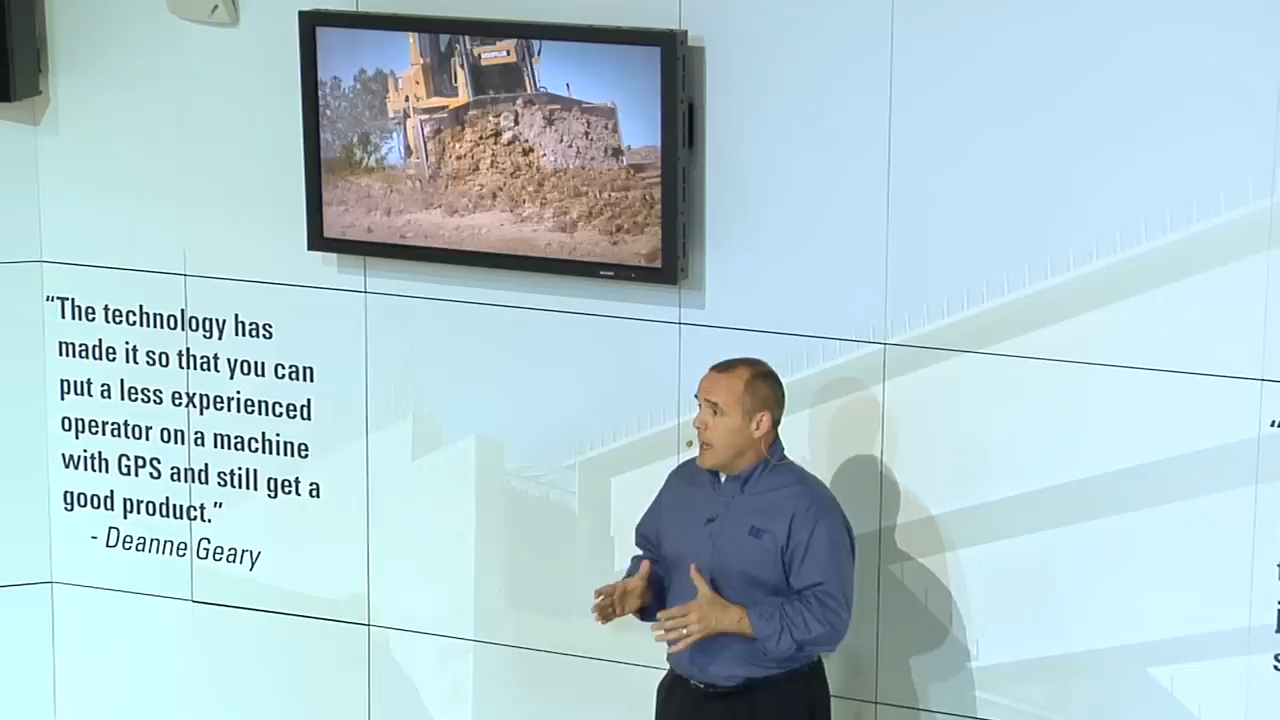 “The technology has
made it so that you can
put a less experienced
operator on a machine
with GPS and still get a
good product.”
- Deanne Geary